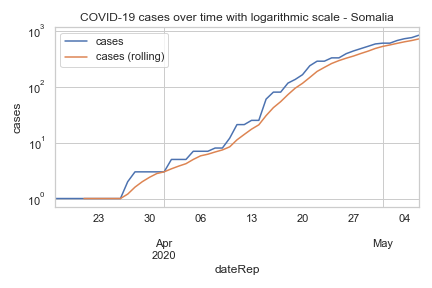 COVID-19 cases over time with logarithmic scale - Somalia
cases
cases (rolling)
cases
10³
10²
10¹
10⁰
23 30 06 13 20 27 04
Apr May
2020
dateRep